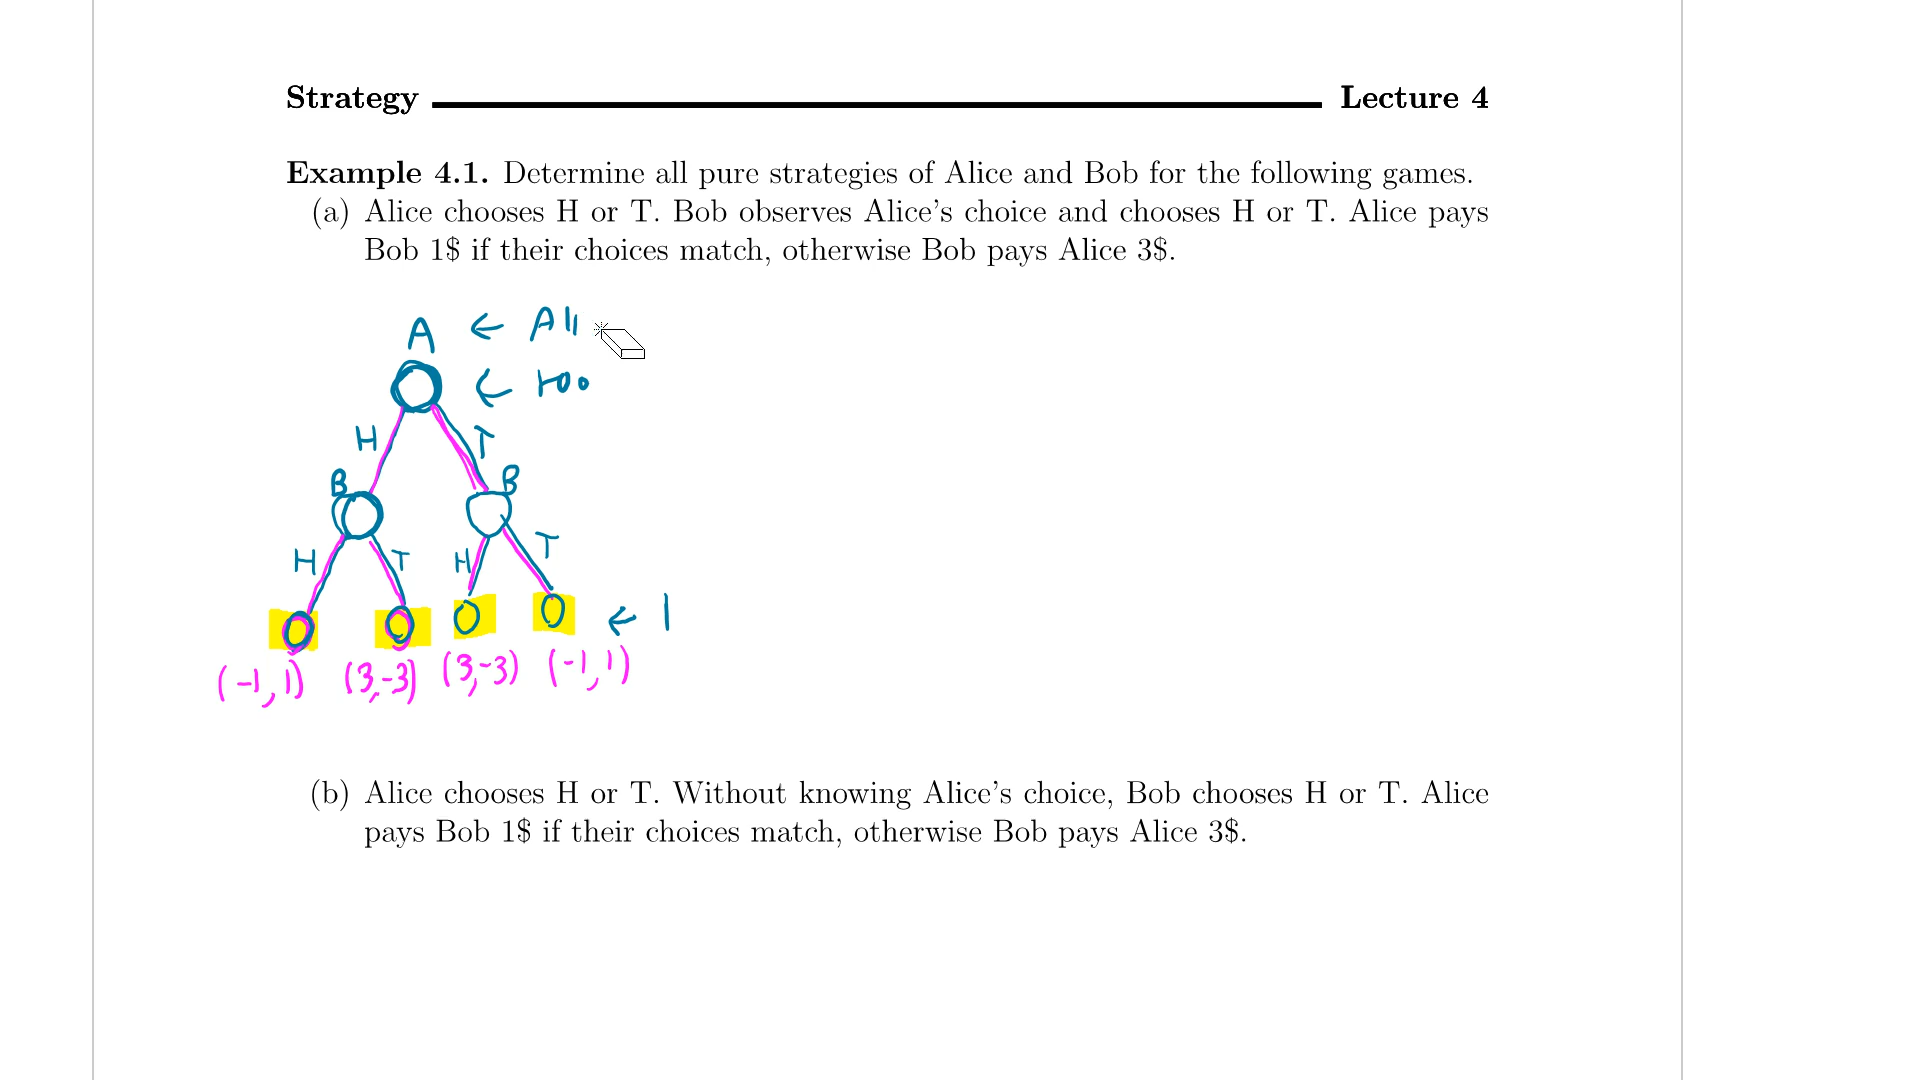 Strategy Lecture 4
Example 4.1. Determine all pure strategies of Alice and Bob for the following games.
(a) Alice chooses H or T. Bob observes Alice's choice and chooses H or T. Alice pays
Bob 1$ if their choices match, otherwise Bob pays Alice 3$.
A ← Ali
← roo
H T
B B
H T H T
← l
(-1, 1) (3,-3) (3,-3) (-1, 1)
(b) Alice chooses H or T. Without knowing Alice's choice, Bob chooses H or T. Alice
pays Bob 1$ if their choices match, otherwise Bob pays Alice 3$.